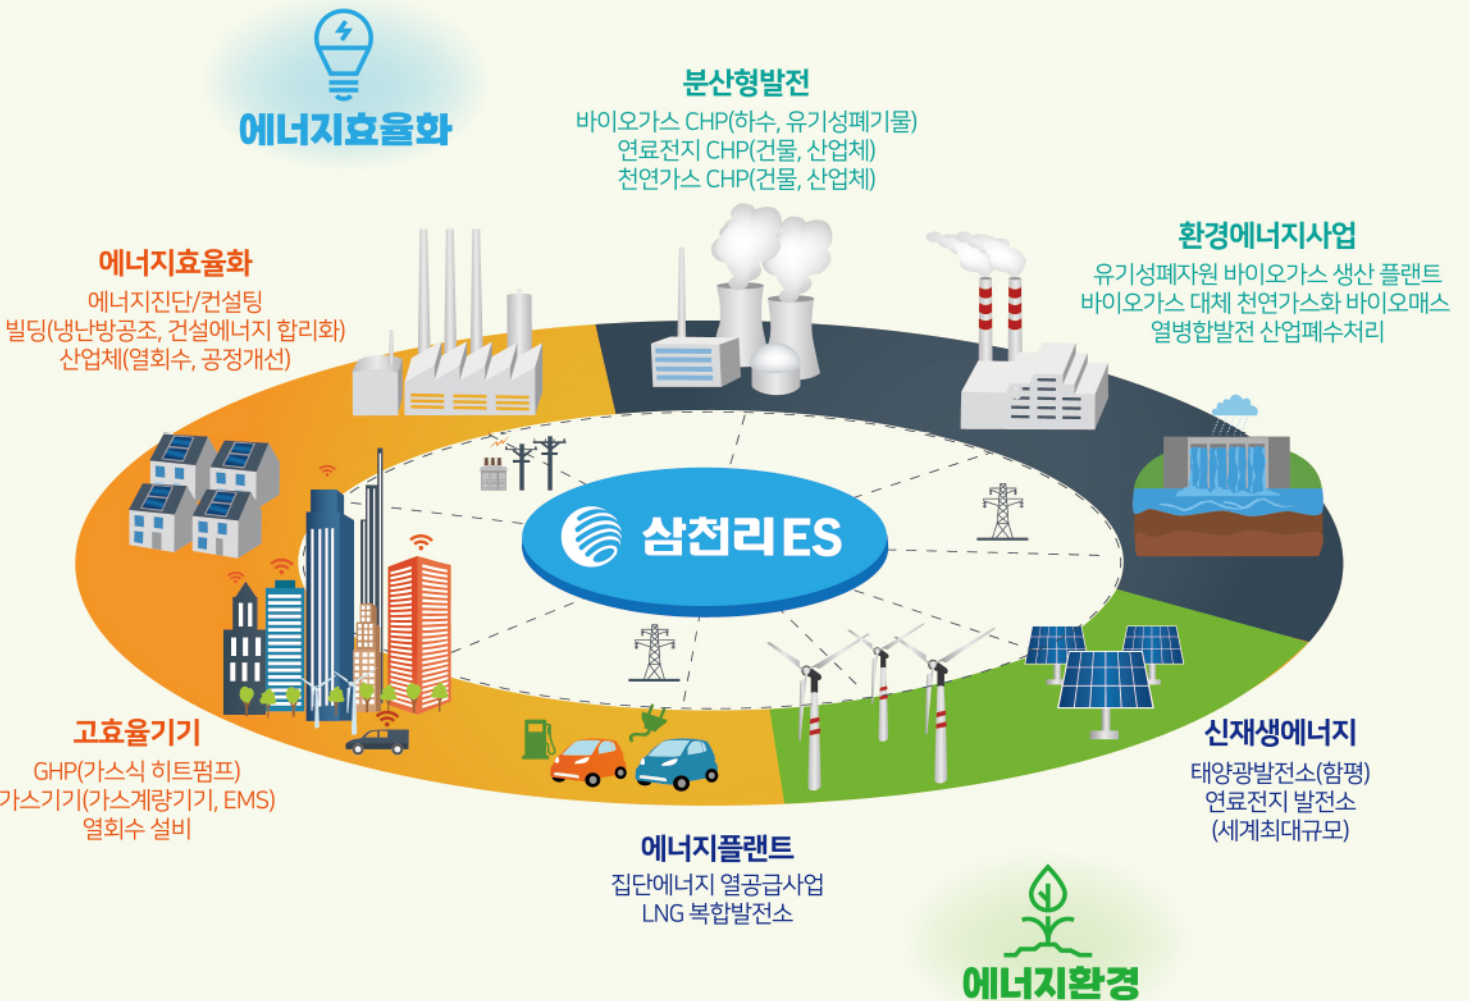 에너지효율화
분산형발전
바이오가스 CHP(하수, 유기성폐기물)
연료전지 CHP(건물, 산업체)
천연가스 CHP(건물, 산업체)
환경에너지사업
유기성폐자원 바이오가스 생산 플랜트
바이오가스 대체 천연가스화 바이오매스
열병합발전 산업폐수처리
에너지효율화
에너지진단/컨설팅
빌딩(냉난방공조, 건설에너지 합리화)
산업체(열회수, 공정개선)
삼천리 ES
고효율기기
GHP(가스식 히트펌프)
가스기기(가스계량기기, EMS)
열회수 설비
에너지플랜트
집단에너지 열공급사업
LNG 복합발전소
신재생에너지
태양광발전소(함평)
연료전지 발전소
(세계최대규모)
에너지환경